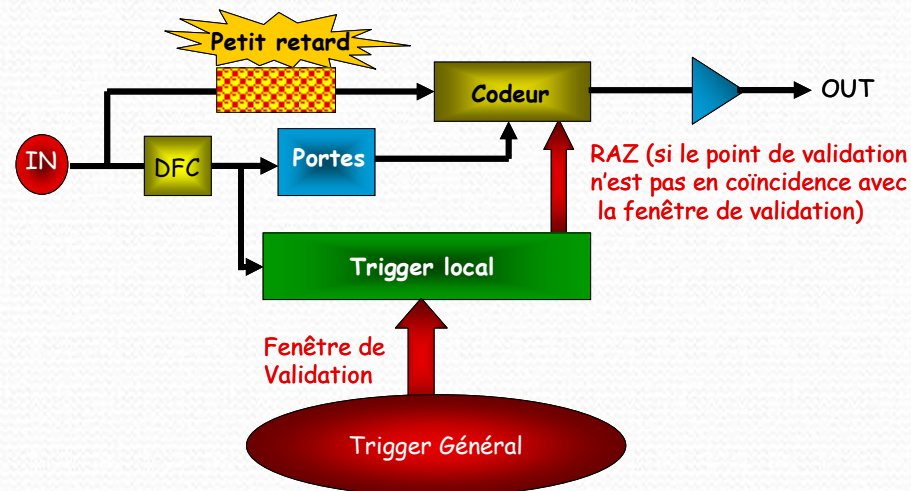 Petit retard
Codeur
OUT
IN
DFC
Portes
RAZ (si le point de validation
n'est pas en coïncidence avec
la fenêtre de validation)
Trigger local
Fenêtre de
Validation
Trigger Général